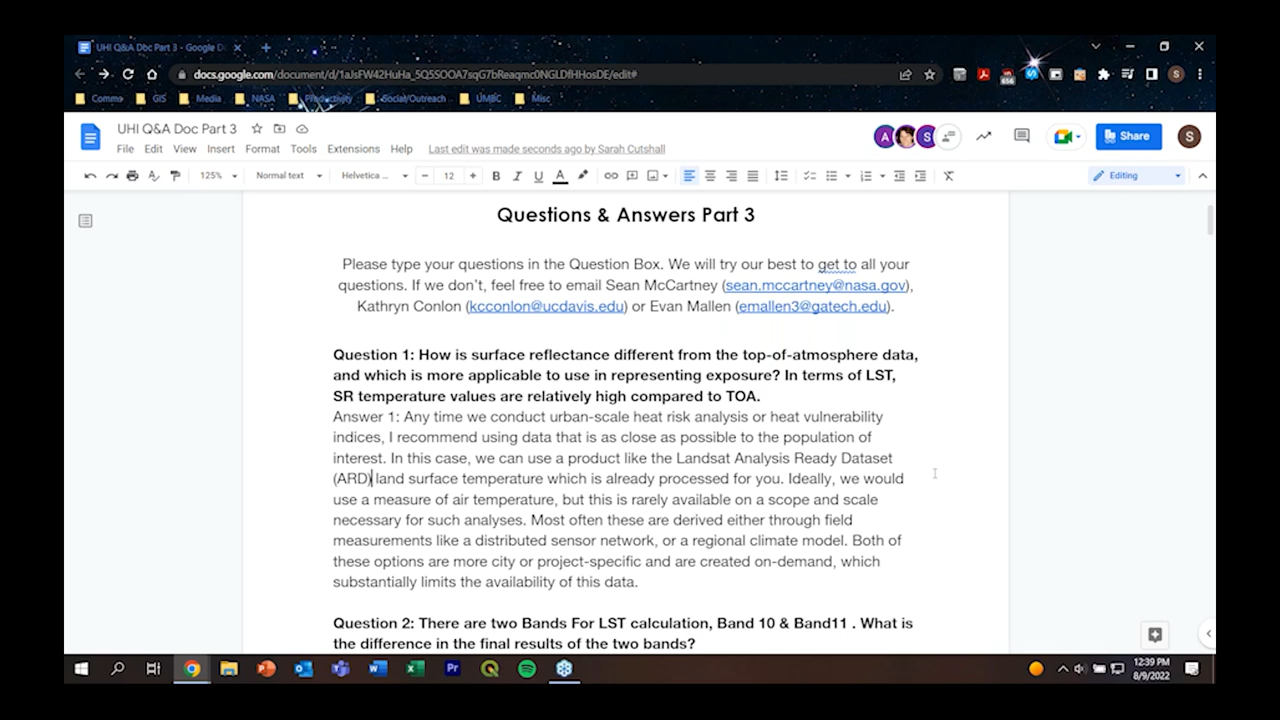 UHI Q&A Doc Part 3 - Google D
docs.google.com/document/d/1aJsFW42HuHa_5Q5SOOA7sqG7bReaqmc0NGLDfHHosDE/edit#
Comms GIS Media NASA Productivity Social/Outreach UMBC Misc
UHI Q&A Doc Part 3
File Edit View Insert Format Tools Extensions Help Last edit was made seconds ago by Sarah Cutshall
A S Share S
125% Normal text Helvetica ... 12 B I U A Editing
Questions & Answers Part 3
Please type your questions in the Question Box. We will try our best to get to all your
questions. If we don't, feel free to email Sean McCartney (sean.mccartney@nasa.gov),
Kathryn Conlon (kcconlon@ucdavis.edu) or Evan Mallen (emallen3@gatech.edu).
Question 1: How is surface reflectance different from the top-of-atmosphere data,
and which is more applicable to use in representing exposure? In terms of LST,
SR temperature values are relatively high compared to TOA.
Answer 1: Any time we conduct urban-scale heat risk analysis or heat vulnerability
indices, I recommend using data that is as close as possible to the population of
interest. In this case, we can use a product like the Landsat Analysis Ready Dataset
(ARD) land surface temperature which is already processed for you. Ideally, we would
use a measure of air temperature, but this is rarely available on a scope and scale
necessary for such analyses. Most often these are derived either through field
measurements like a distributed sensor network, or a regional climate model. Both of
these options are more city or project-specific and are created on-demand, which
substantially limits the availability of this data.
Question 2: There are two Bands For LST calculation, Band 10 & Band11 . What is
the difference in the final results of the two bands?
12:39 PM
8/9/2022